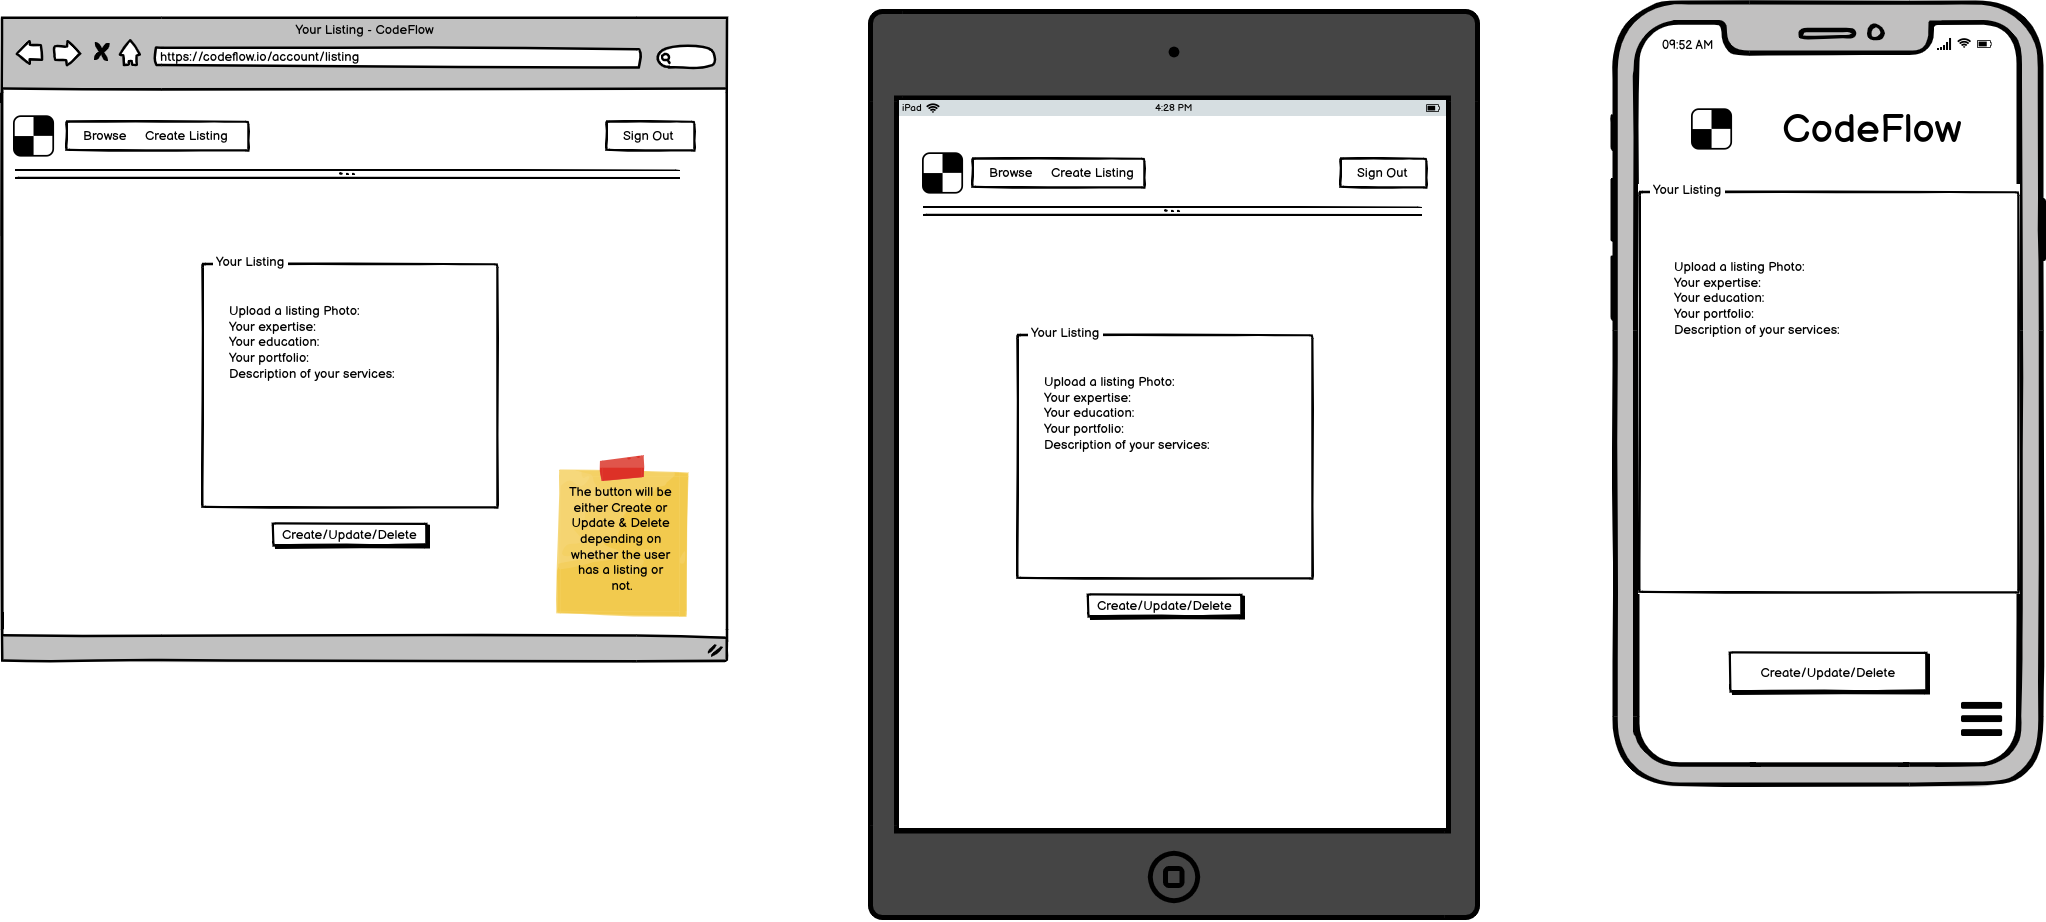 Your Listing - CodeFlow
https://codeflow.io/account/listing
Browse Create Listing
Sign Out
Your Listing
Upload a listing Photo:
Your expertise:
Your education:
Your portfolio:
Description of your services:
Create/Update/Delete
The button will be
either Create or
Update & Delete
depending on
whether the user
has a listing or
not.
iPad
4:28 PM
Browse Create Listing
Sign Out
Your Listing
Upload a listing Photo:
Your expertise:
Your education:
Your portfolio:
Description of your services:
Create/Update/Delete
09:52 AM
CodeFlow
Your Listing
Upload a listing Photo:
Your expertise:
Your education:
Your portfolio:
Description of your services:
Create/Update/Delete